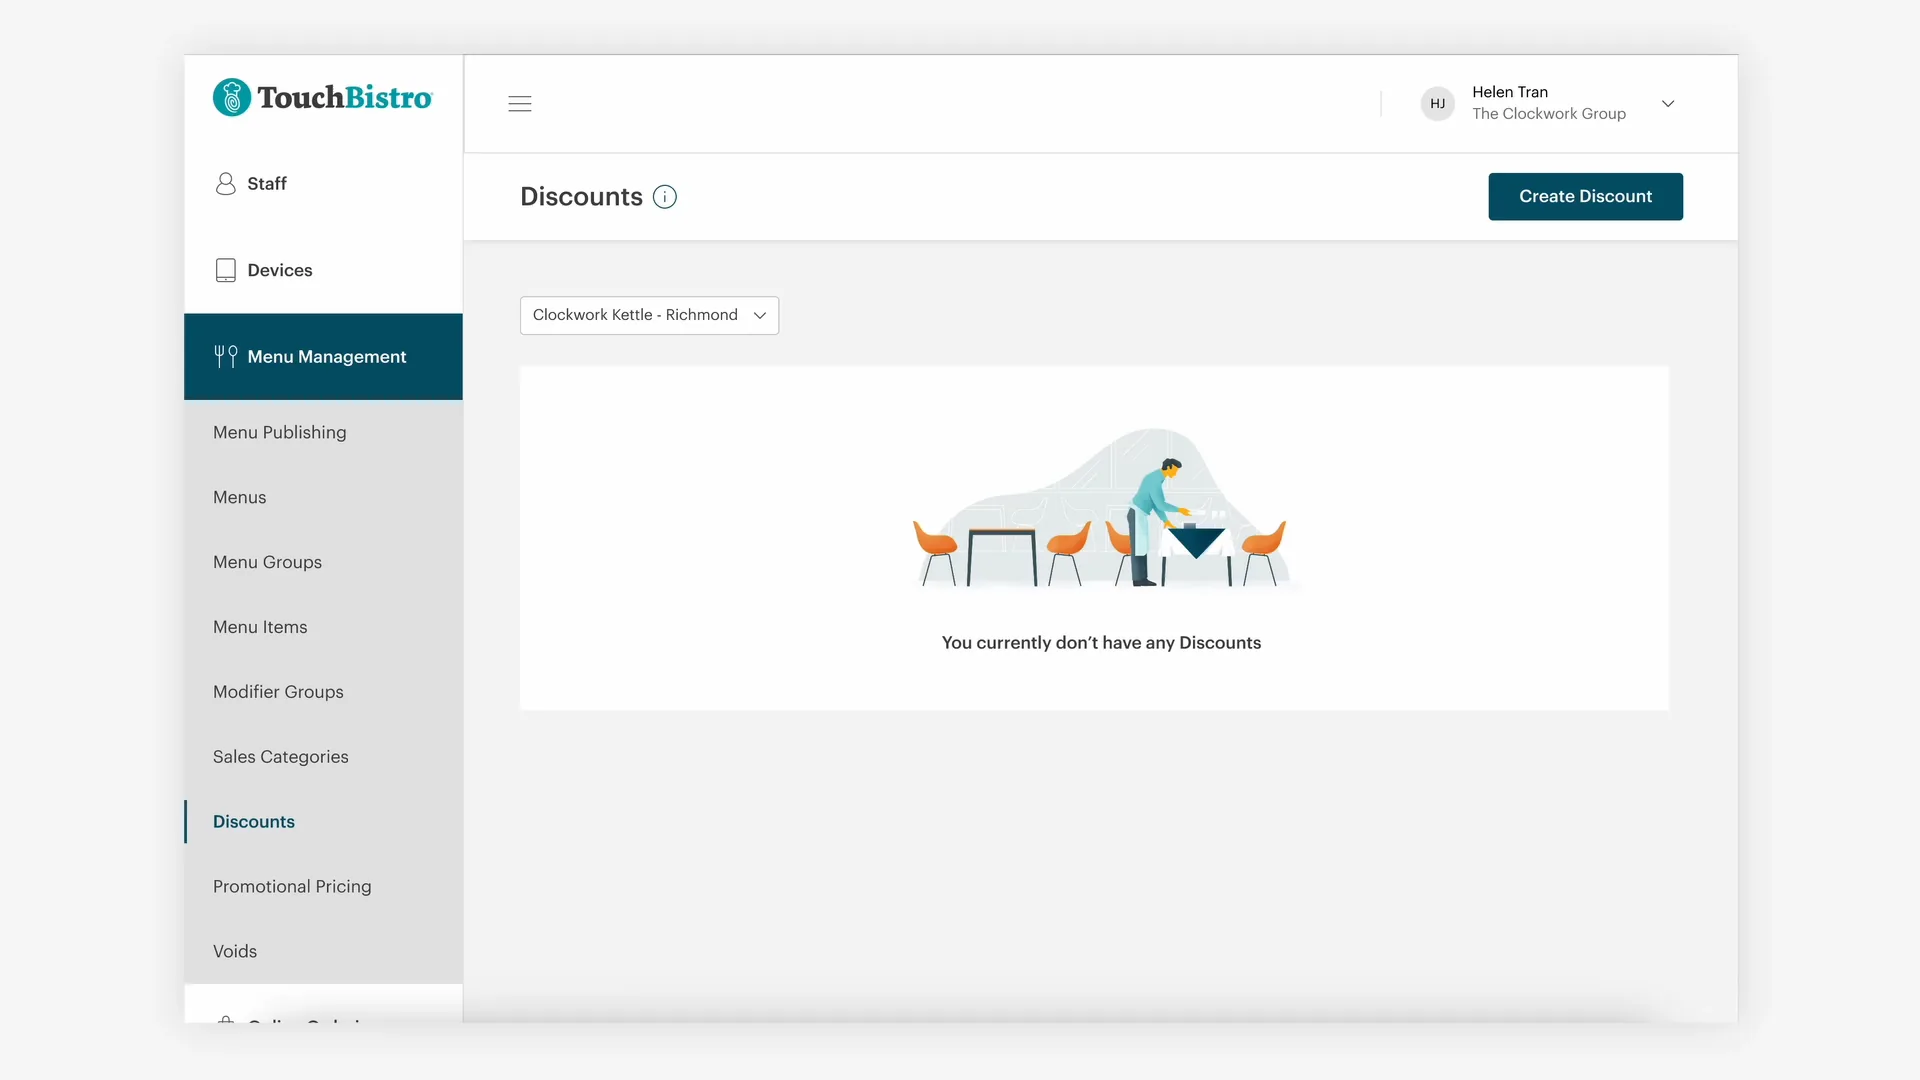 TouchBistro
Helen Tran
HJ
The Clockwork Group
Staff
Discounts
Create Discount
Devices
Clockwork Kettle - Richmond
Menu Management
Menu Publishing
Menus
Menu Groups
Menu Items
You currently don’t have any Discounts
Modifier Groups
Sales Categories
Discounts
Promotional Pricing
Voids